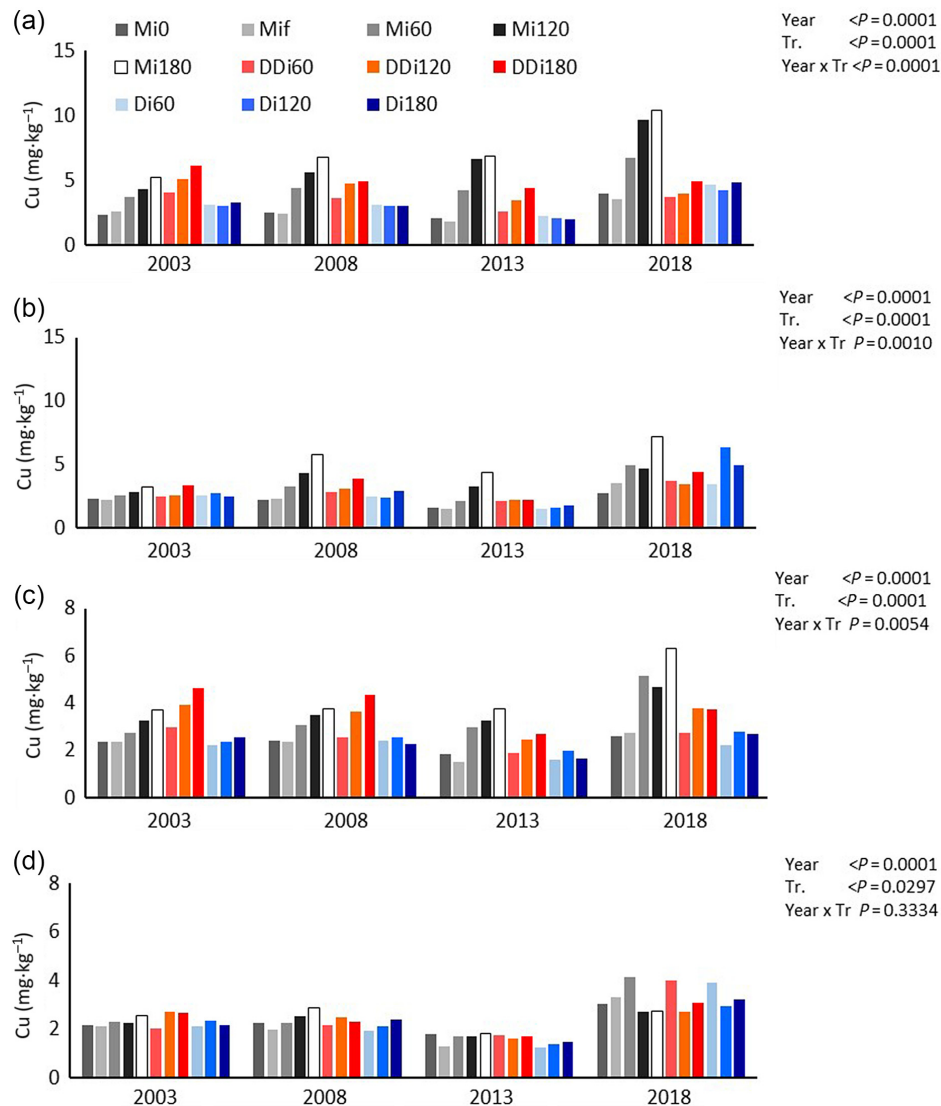 (a)
Mi0 Mif Mi60 Mi120
Mi180 DDi60 DDi120 DDi180
Di60 Di120 Di180
Year <P = 0.0001
Tr. <P = 0.0001
Year x Tr <P = 0.0001
Cu (mg·kg⁻¹)
15
10
5
0
2003 2008 2013 2018
(b)
Year <P = 0.0001
Tr. <P = 0.0001
Year x Tr P = 0.0010
Cu (mg·kg⁻¹)
15
10
5
0
2003 2008 2013 2018
(c)
Year <P = 0.0001
Tr. <P = 0.0001
Year x Tr P = 0.0054
Cu (mg·kg⁻¹)
8
6
4
2
0
2003 2008 2013 2018
(d)
Year <P = 0.0001
Tr. <P = 0.0297
Year x Tr P = 0.3334
Cu (mg·kg⁻¹)
8
6
4
2
0
2003 2008 2013 2018